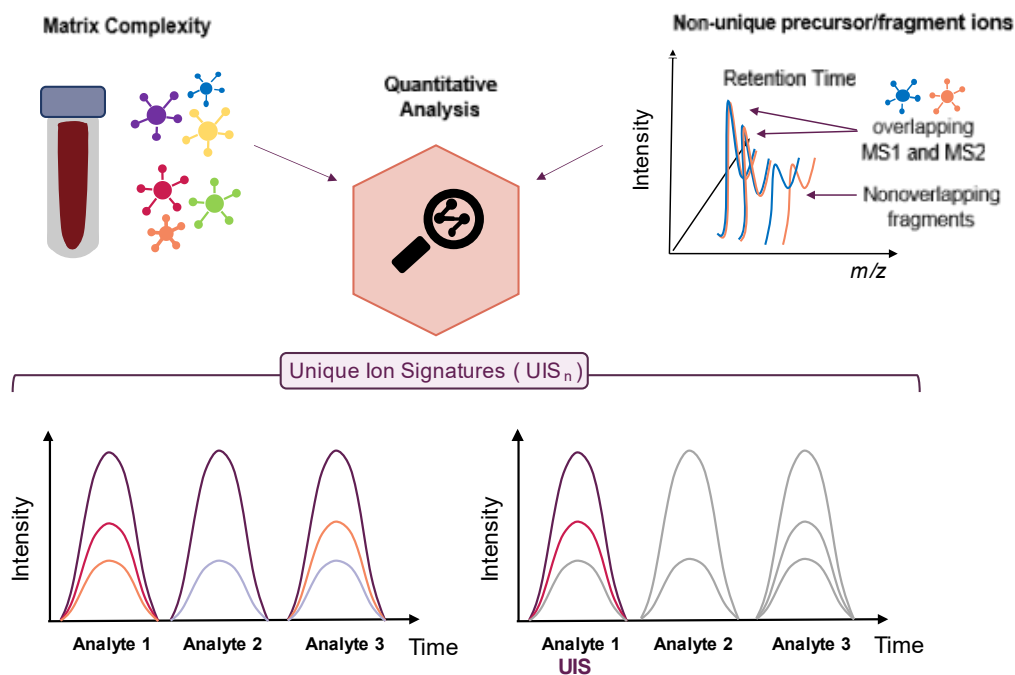 Matrix Complexity
Quantitative
Analysis
Non-unique precursor/fragment ions
Retention Time
Intensity
overlapping
MS1 and MS2
Nonoverlapping
fragments
m/z
Unique Ion Signatures ( UISn )
Intensity
Analyte 1
Analyte 2
Analyte 3
Time
Intensity
Analyte 1
Analyte 2
Analyte 3
Time
UIS